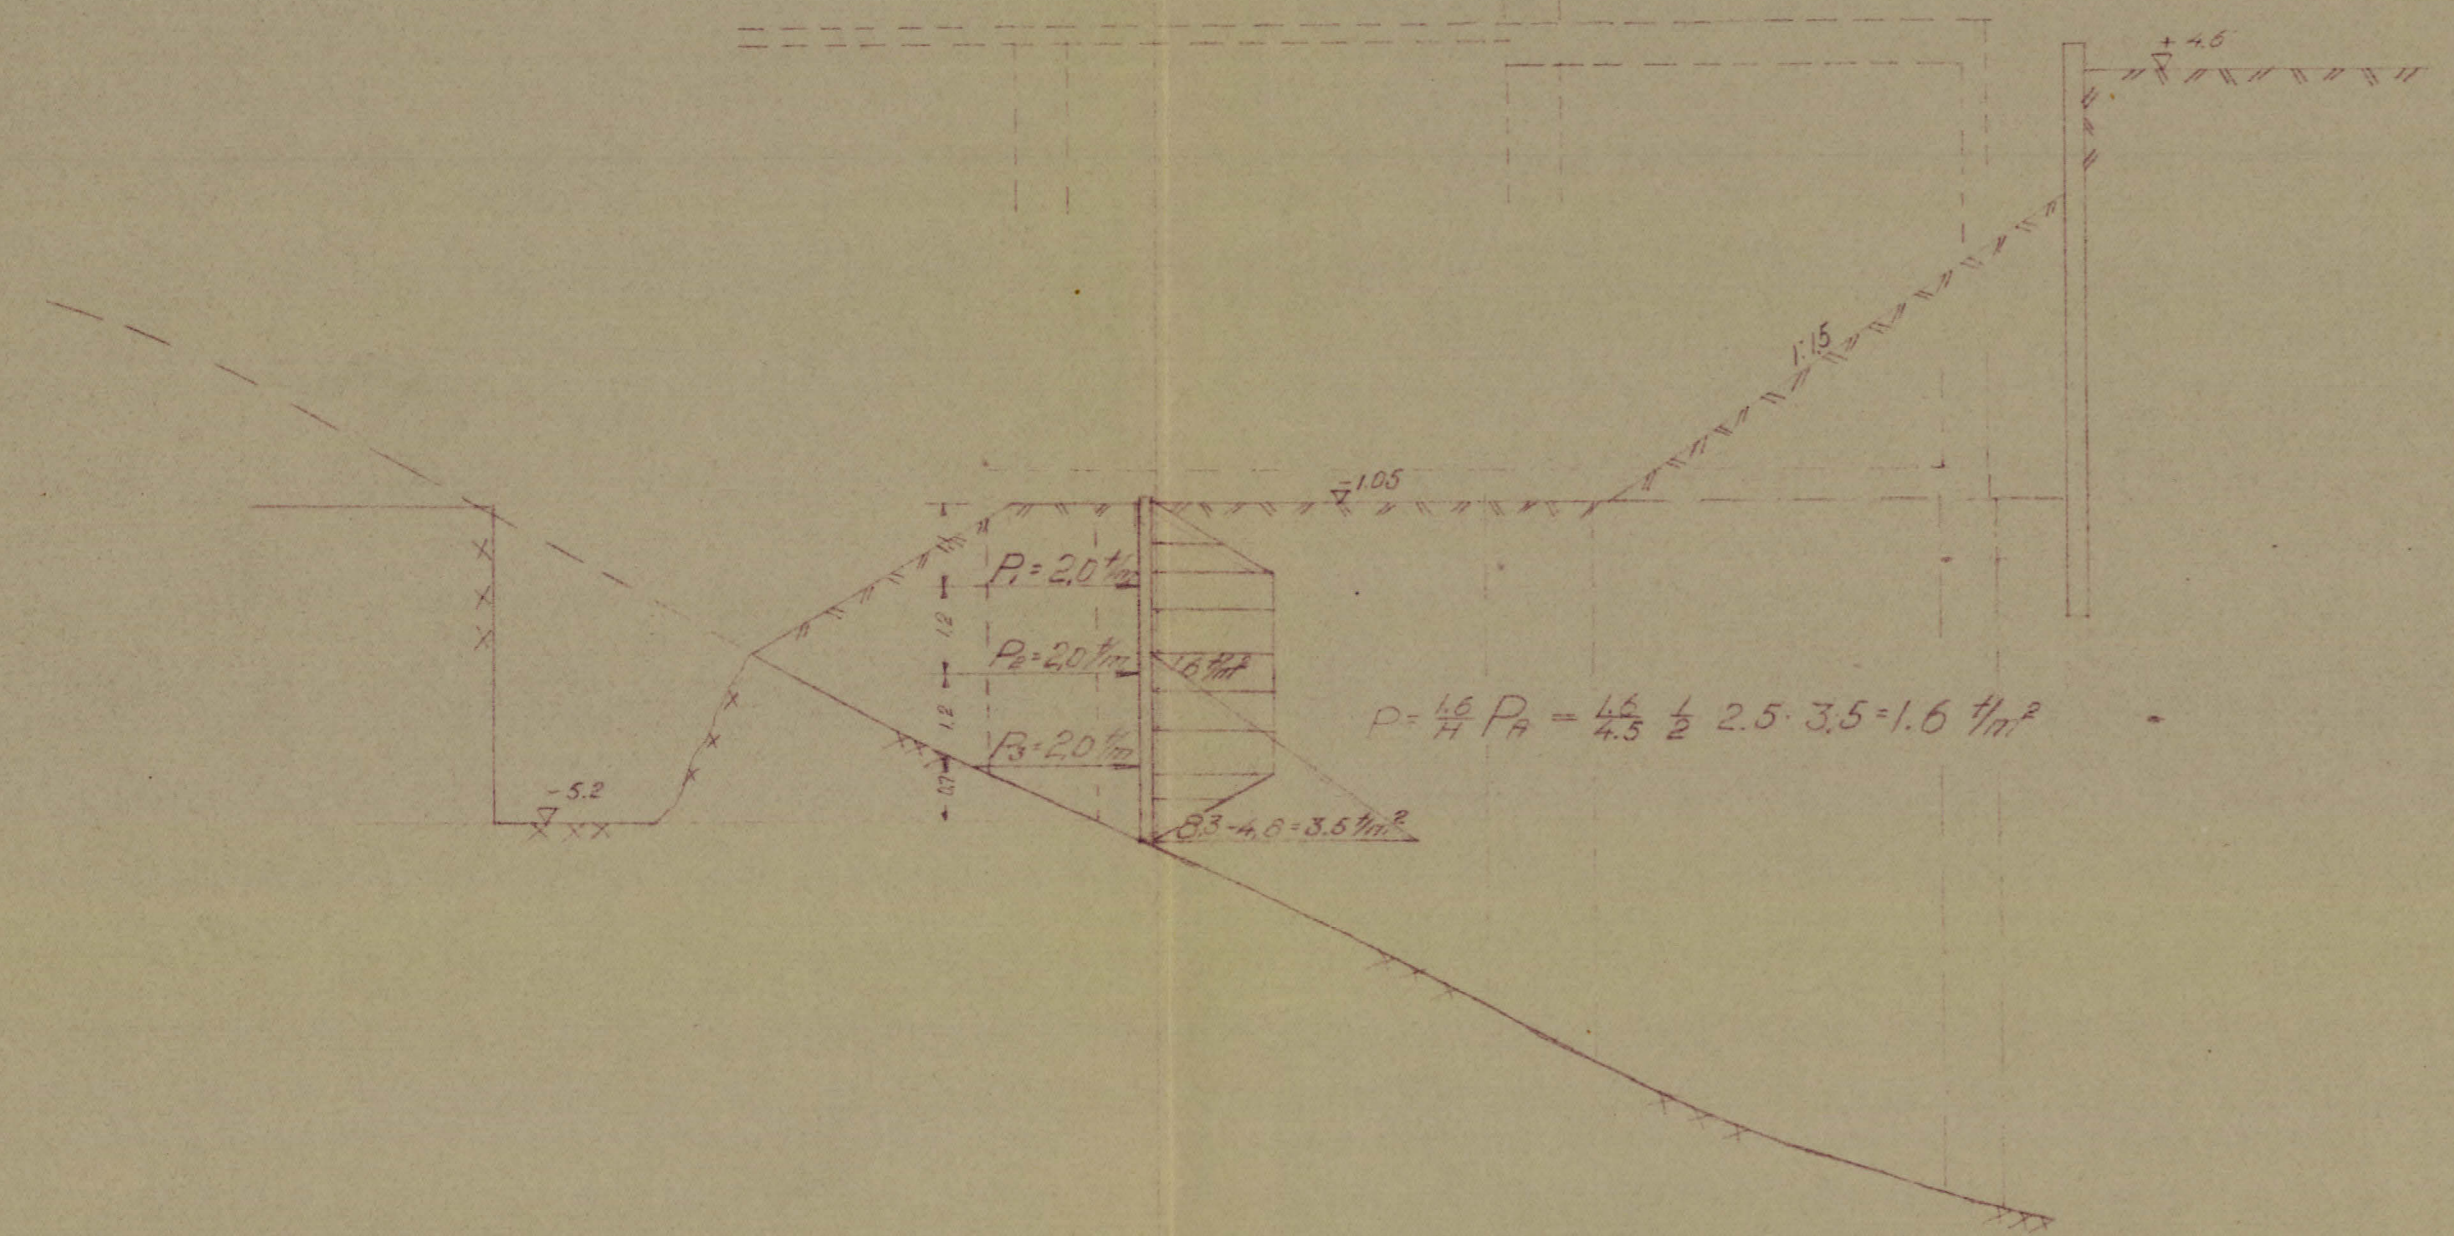 + 4.5
1:1.5
-1.05
P₁ = 2.0 t/m
1.2
P₂ = 2.0 t/m
1.6 t/m²
P = 1.6/H P_A = 1.6/4.5 1/2 2.5 · 3.5 = 1.6 t/m²
1.2
P₃ = 2.0 t/m
0.7
-5.2
8.3 - 4.8 = 3.5 t/m²